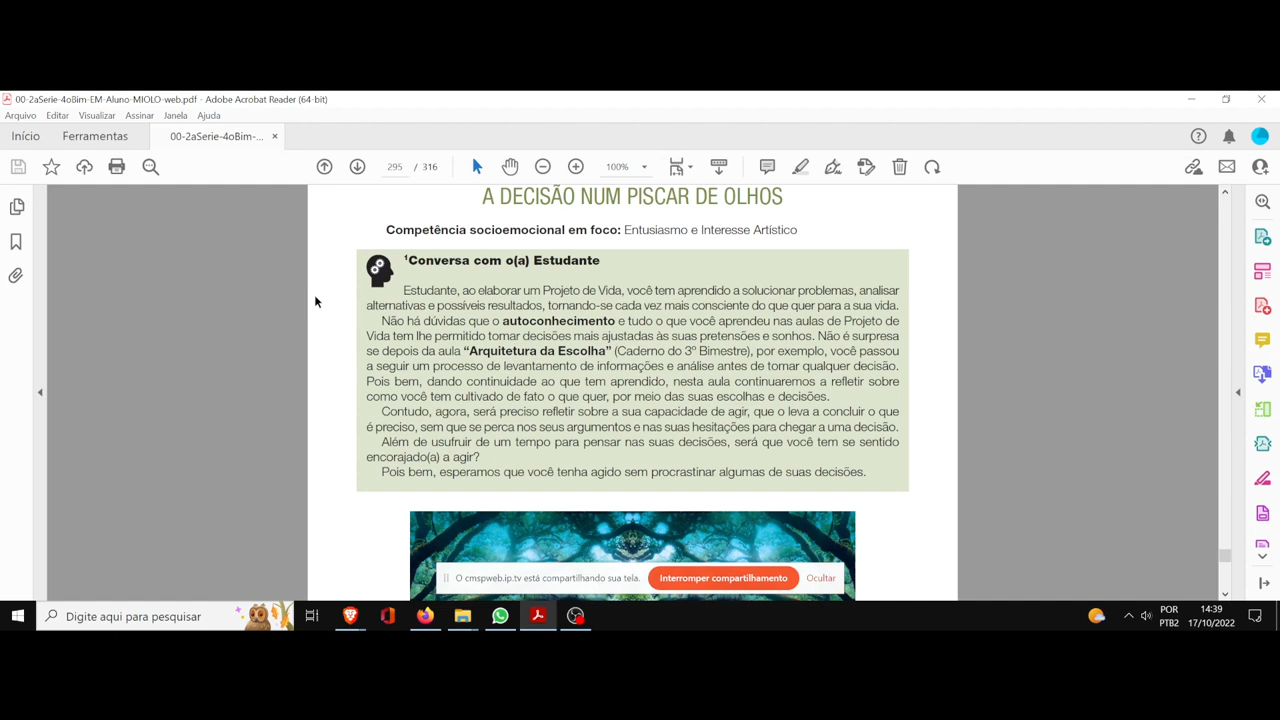 00-2aSerie-4oBim-EM-Aluno-MIOLO-web.pdf - Adobe Acrobat Reader (64-bit)
Arquivo Editar Visualizar Assinar Janela Ajuda
Início Ferramentas 00-2aSerie-4oBim-... ×
295 / 316 100%
A DECISÃO NUM PISCAR DE OLHOS
Competência socioemocional em foco: Entusiasmo e Interesse Artístico
¹Conversa com o(a) Estudante
Estudante, ao elaborar um Projeto de Vida, você tem aprendido a solucionar problemas, analisar
alternativas e possíveis resultados, tornando-se cada vez mais consciente do que quer para a sua vida.
Não há dúvidas que o autoconhecimento e tudo o que você aprendeu nas aulas de Projeto de
Vida tem lhe permitido tomar decisões mais ajustadas às suas pretensões e sonhos. Não é surpresa
se depois da aula “Arquitetura da Escolha” (Caderno do 3º Bimestre), por exemplo, você passou
a seguir um processo de levantamento de informações e análise antes de tomar qualquer decisão.
Pois bem, dando continuidade ao que tem aprendido, nesta aula continuaremos a refletir sobre
como você tem cultivado de fato o que quer, por meio das suas escolhas e decisões.
Contudo, agora, será preciso refletir sobre a sua capacidade de agir, que o leva a concluir o que
é preciso, sem que se perca nos seus argumentos e nas suas hesitações para chegar a uma decisão.
Além de usufruir de um tempo para pensar nas suas decisões, será que você tem se sentido
encorajado(a) a agir?
Pois bem, esperamos que você tenha agido sem procrastinar algumas de suas decisões.
O cmspweb.ip.tv está compartilhando sua tela. Interromper compartilhamento Ocultar
Digite aqui para pesquisar
POR
PTB2
14:39
17/10/2022